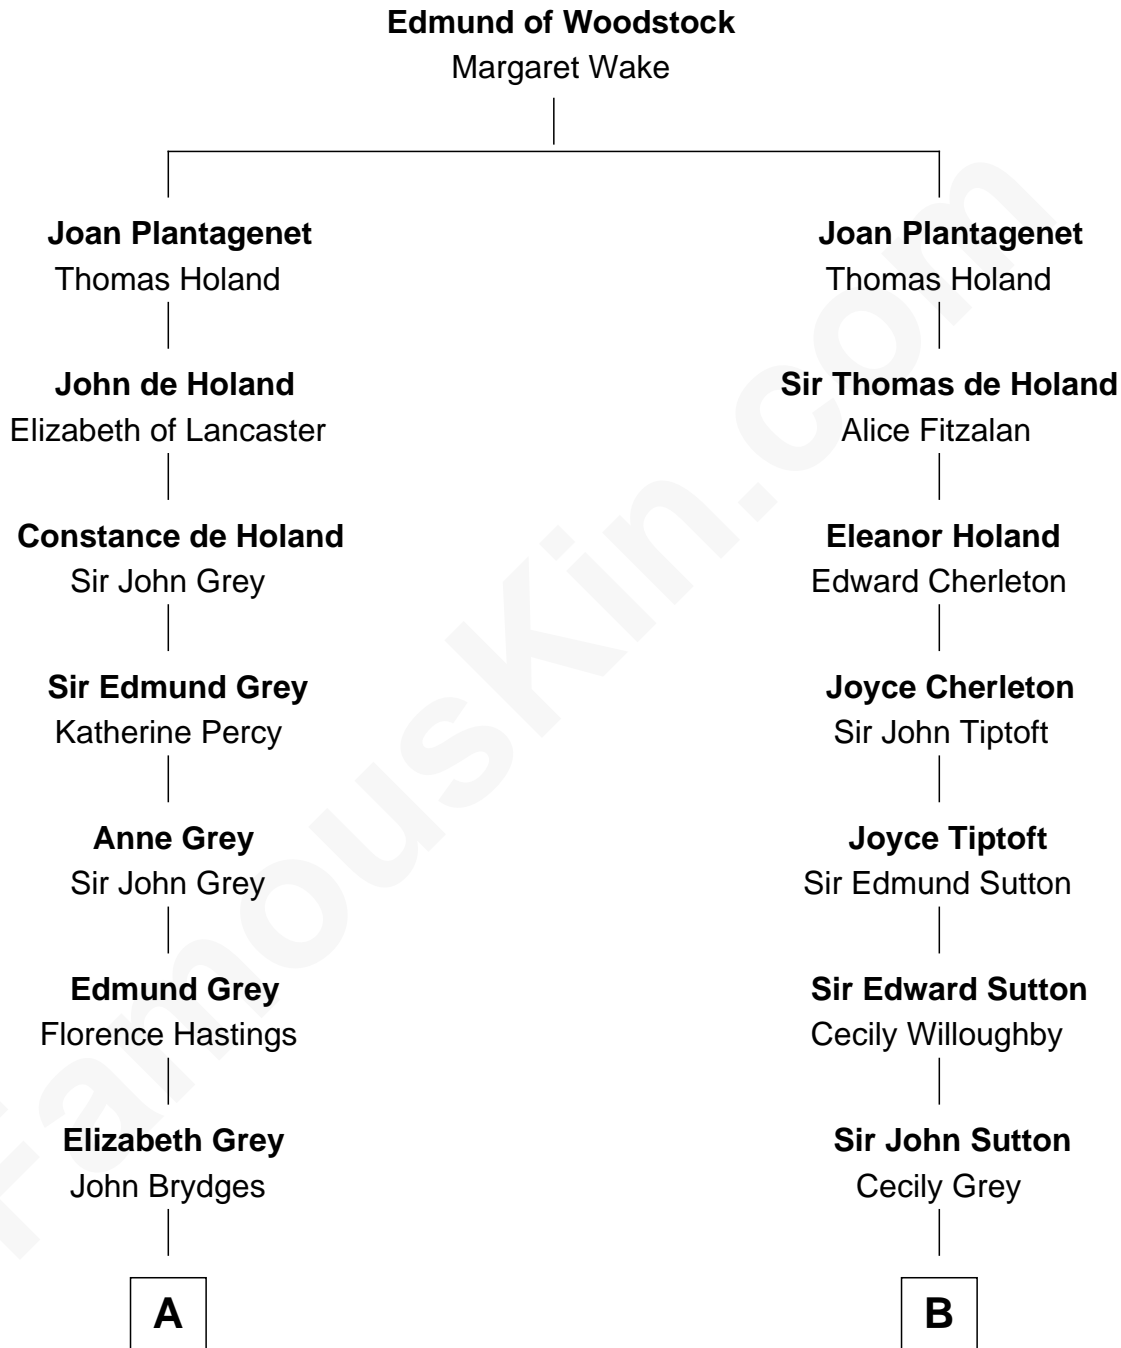 Edmund of Woodstock
Margaret Wake
Joan Plantagenet
Thomas Holand
John de Holand
Elizabeth of Lancaster
Constance de Holand
Sir John Grey
Sir Edmund Grey
Katherine Percy
Anne Grey
Sir John Grey
Edmund Grey
Florence Hastings
Elizabeth Grey
John Brydges
A
Joan Plantagenet
Thomas Holand
Sir Thomas de Holand
Alice Fitzalan
Eleanor Holand
Edward Cherleton
Joyce Cherleton
Sir John Tiptoft
Joyce Tiptoft
Sir Edmund Sutton
Sir Edward Sutton
Cecily Willoughby
Sir John Sutton
Cecily Grey
B
FamousKin.com